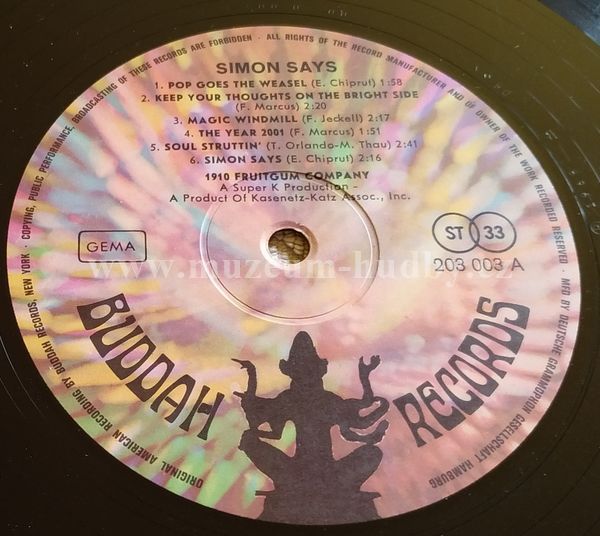 COPYING, PUBLIC PERFORMANCE, BROADCASTING OF THESE RECORDS ARE FORBIDDEN · ALL RIGHTS OF THE RECORD MANUFACTURER AND OF OWNER OF THE WORK RECORDED RESERVED · MFD BY DEUTSCHE GRAMMOPHON GESELLSCHAFT HAMBURG
SIMON SAYS
1. POP GOES THE WEASEL (E. Chiprut) 1:58
2. KEEP YOUR THOUGHTS ON THE BRIGHT SIDE
(F. Marcus) 2:20
3. MAGIC WINDMILL (F. Jeckell) 2:17
4. THE YEAR 2001 (F. Marcus) 1:51
5. SOUL STRUTTIN' (T. Orlando-M. Thau) 2:41
6. SIMON SAYS (E. Chiprut) 2:16
1910 FRUITGUM COMPANY
A Super K Production –
A Product Of Kasenetz-Katz Assoc., Inc.
GEMA
ST 33
203 003 A
www.muzeum-hudby.cz
BUDDAH RECORDS
ORIGINAL AMERICAN RECORDING BY BUDDAH RECORDS, NEW YORK ·